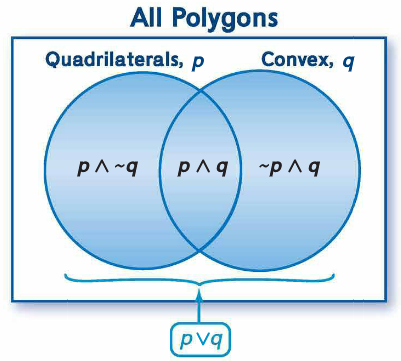 All Polygons
Quadrilaterals, p
Convex, q
p ∧ ~q
p ∧ q
~p ∧ q
p ∨ q